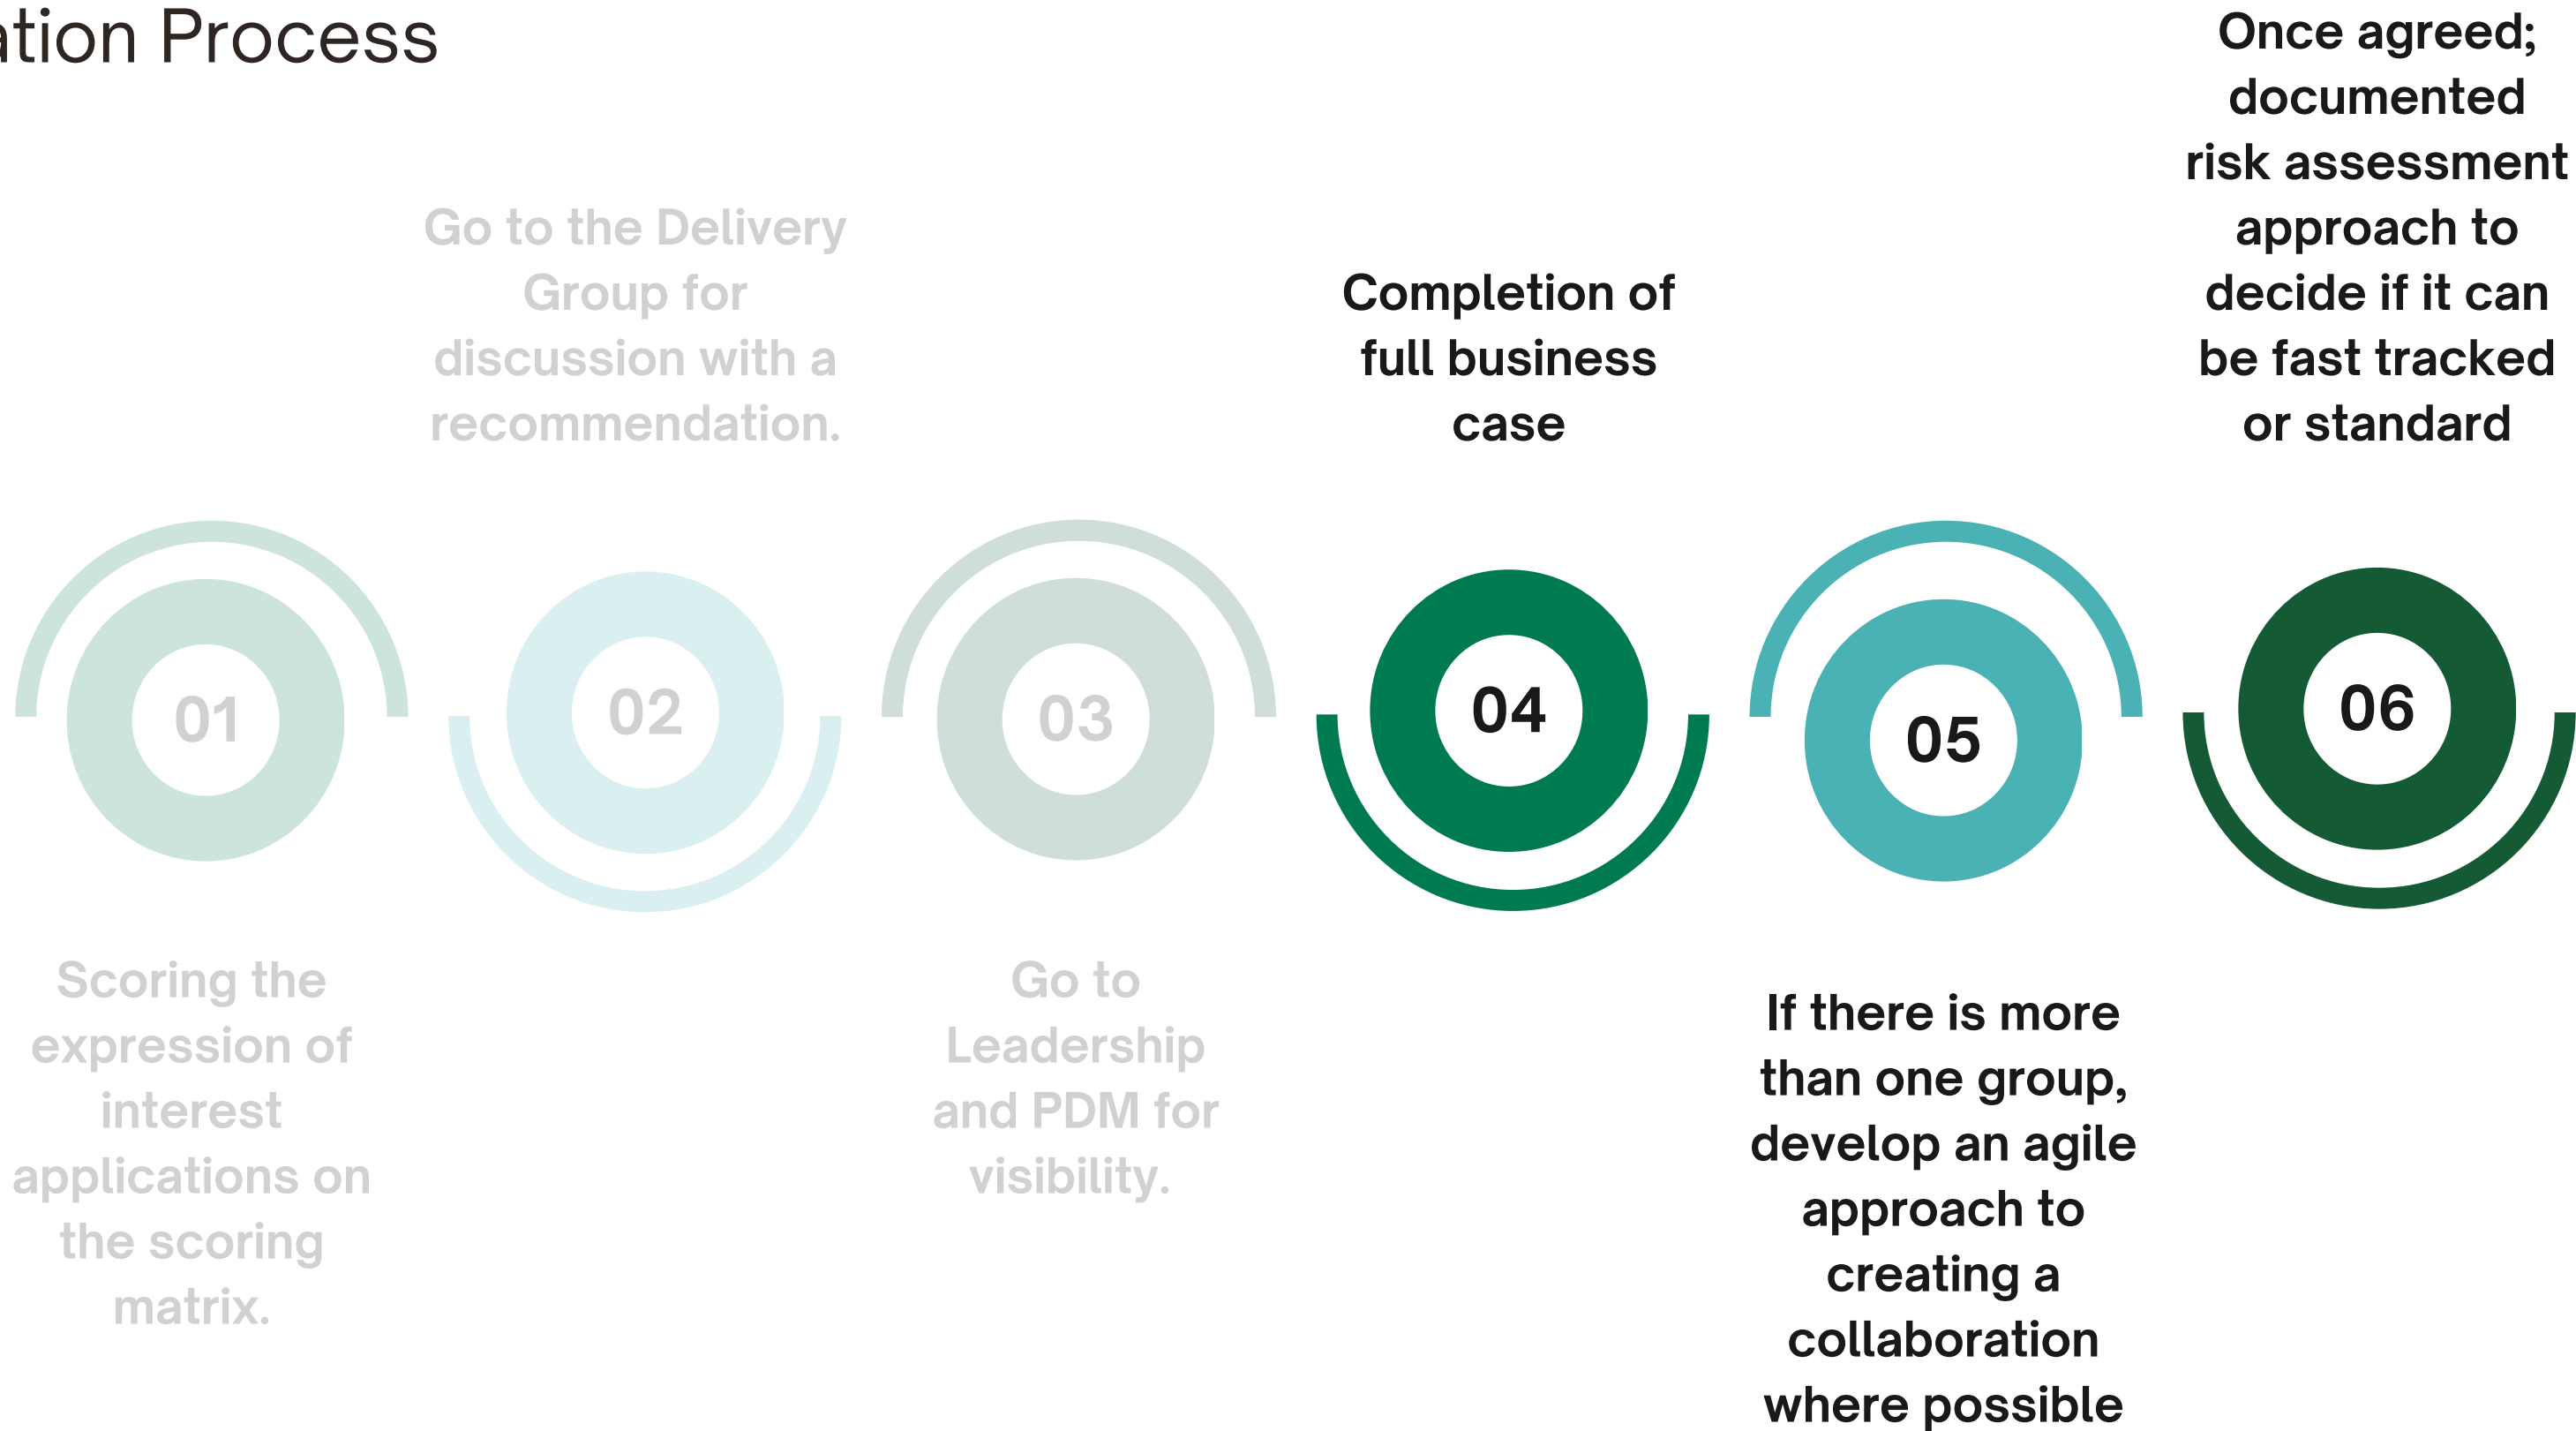 ation Process
01
Scoring the
expression of
interest
applications on
the scoring
matrix.
Go to the Delivery
Group for
discussion with a
recommendation.
02
03
Go to
Leadership
and PDM for
visibility.
Completion of
full business
case
04
05
If there is more
than one group,
develop an agile
approach to
creating a
collaboration
where possible
Once agreed;
documented
risk assessment
approach to
decide if it can
be fast tracked
or standard
06